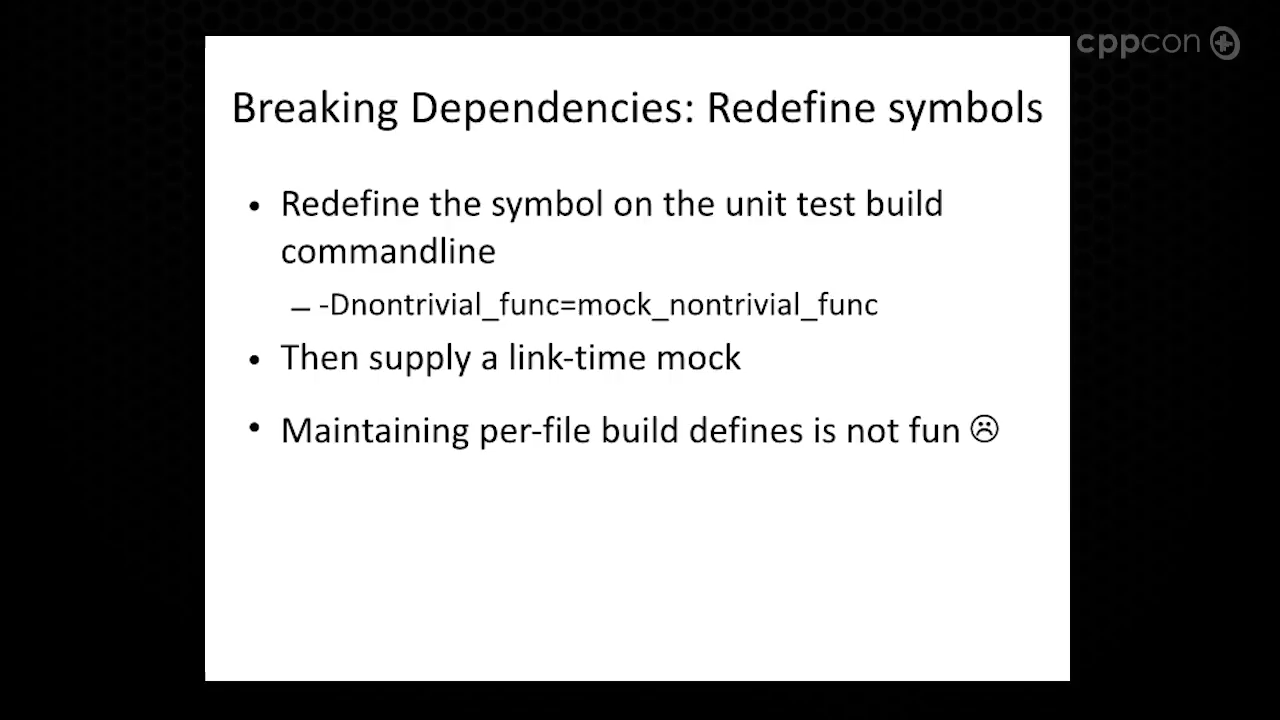 cppcon
Breaking Dependencies: Redefine symbols
• Redefine the symbol on the unit test build
commandline
– -Dnontrivial_func=mock_nontrivial_func
• Then supply a link-time mock
• Maintaining per-file build defines is not fun ☹